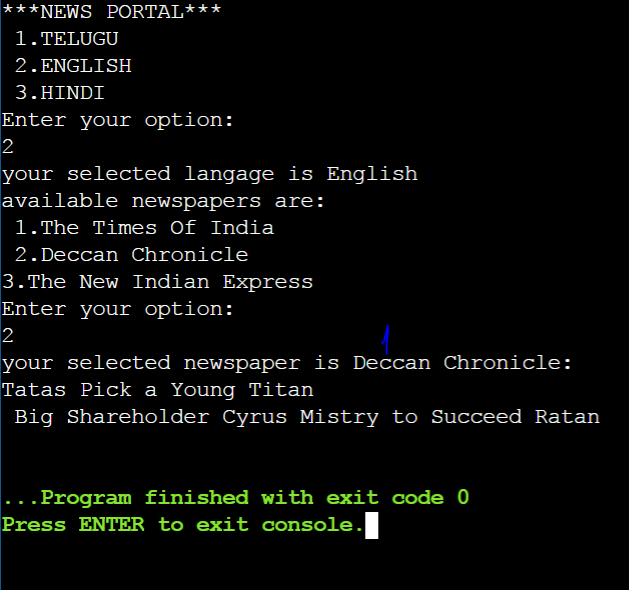 ***NEWS PORTAL***
1.TELUGU
2.ENGLISH
3.HINDI
Enter your option:
2
your selected langage is English
available newspapers are:
1.The Times Of India
2.Deccan Chronicle
3.The New Indian Express
Enter your option:
2
your selected newspaper is Deccan Chronicle:
Tatas Pick a Young Titan
Big Shareholder Cyrus Mistry to Succeed Ratan
...Program finished with exit code 0
Press ENTER to exit console.